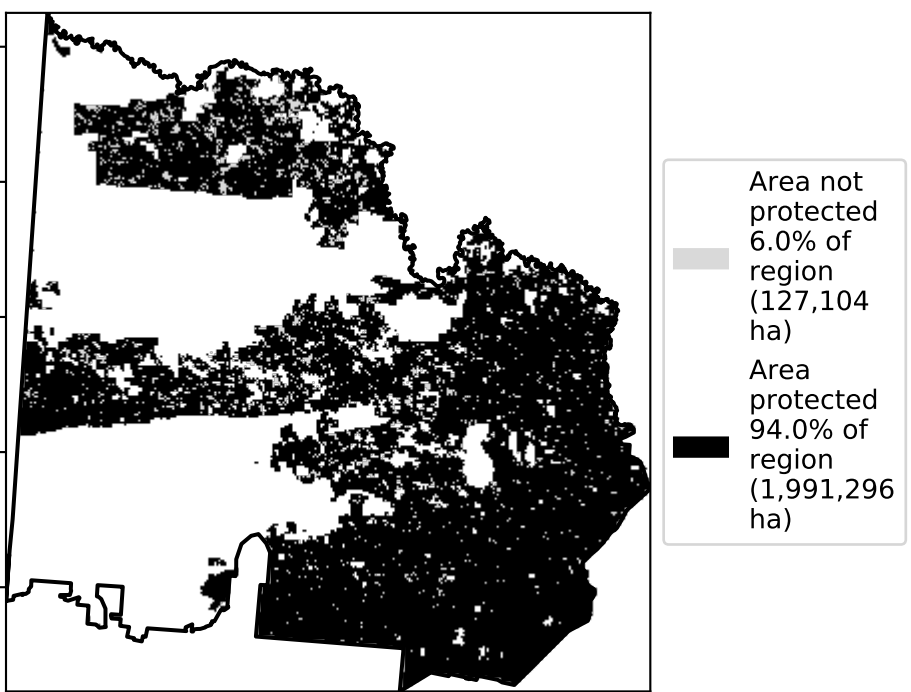 Area not
protected
6.0% of
region
(127,104
ha)
Area
protected
94.0% of
region
(1,991,296
ha)